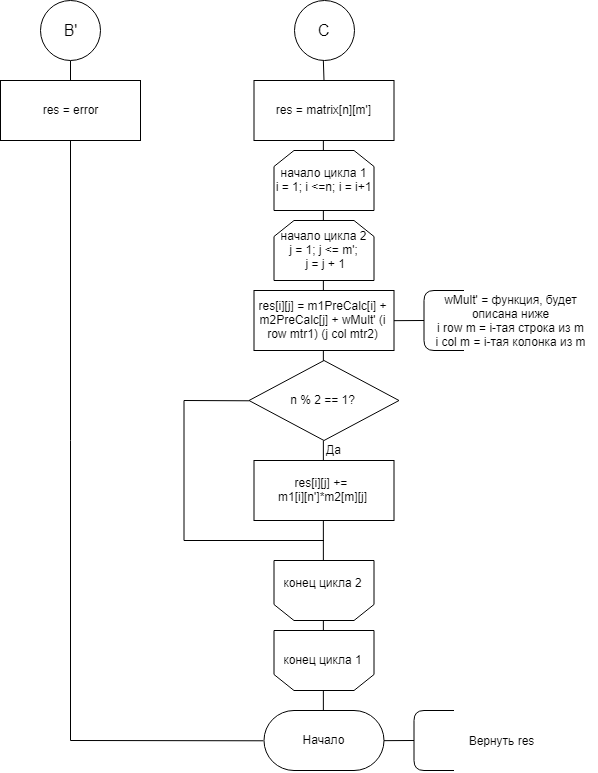 B'
C
res = error
res = matrix[n][m']
начало цикла 1
i = 1; i <=n; i = i+1
начало цикла 2
j = 1; j <= m';
j = j + 1
res[i][j] = m1PreCalc[i] +
m2PreCalc[j] + wMult' (i
row mtr1) (j col mtr2)
wMult' = функция, будет
описана ниже
i row m = i-тая строка из m
i col m = i-тая колонка из m
n % 2 == 1?
Да
res[i][j] +=
m1[i][n']*m2[m][j]
конец цикла 2
конец цикла 1
Начало
Вернуть res